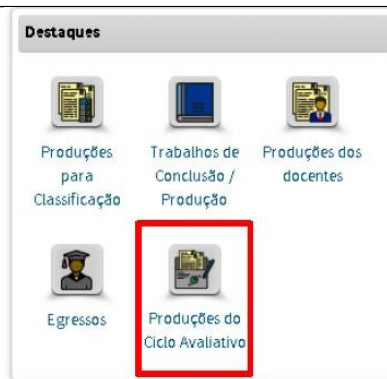 Destaques
Produções
para
Classificação
Trabalhos de
Conclusão /
Produção
Produções dos
docentes
Egressos
Produções do
Ciclo Avaliativo